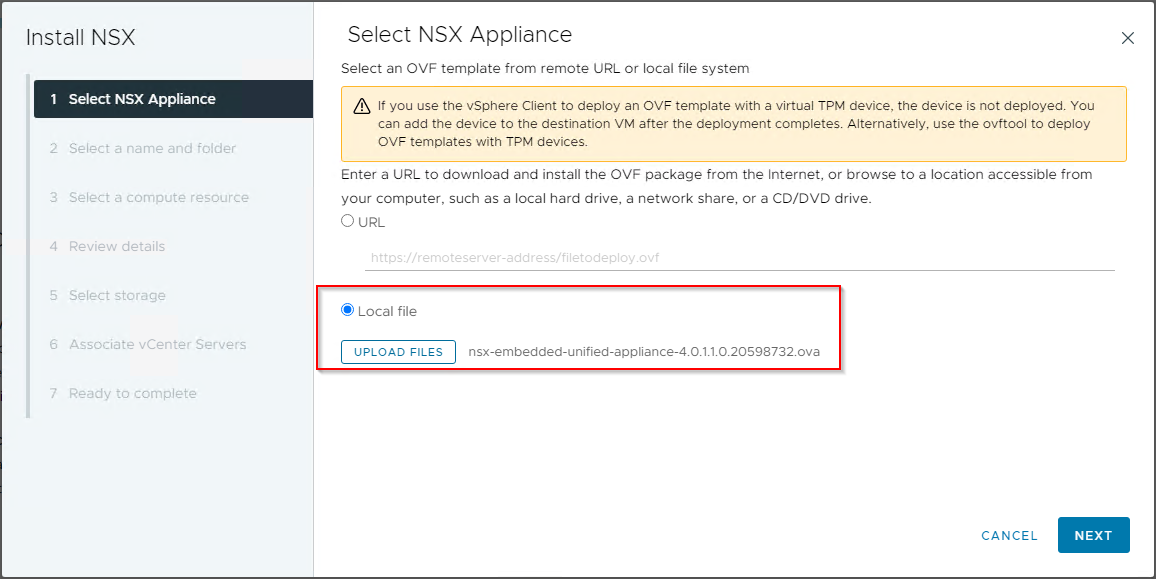 Install NSX
1 Select NSX Appliance
2 Select a name and folder
3 Select a compute resource
4 Review details
5 Select storage
6 Associate vCenter Servers
7 Ready to complete
Select NSX Appliance
Select an OVF template from remote URL or local file system
If you use the vSphere Client to deploy an OVF template with a virtual TPM device, the device is not deployed. You
can add the device to the destination VM after the deployment completes. Alternatively, use the ovftool to deploy
OVF templates with TPM devices.
Enter a URL to download and install the OVF package from the Internet, or browse to a location accessible from
your computer, such as a local hard drive, a network share, or a CD/DVD drive.
URL
https://remoteserver-address/filetodeploy.ovf
Local file
UPLOAD FILES nsx-embedded-unified-appliance-4.0.1.1.0.20598732.ova
CANCEL NEXT